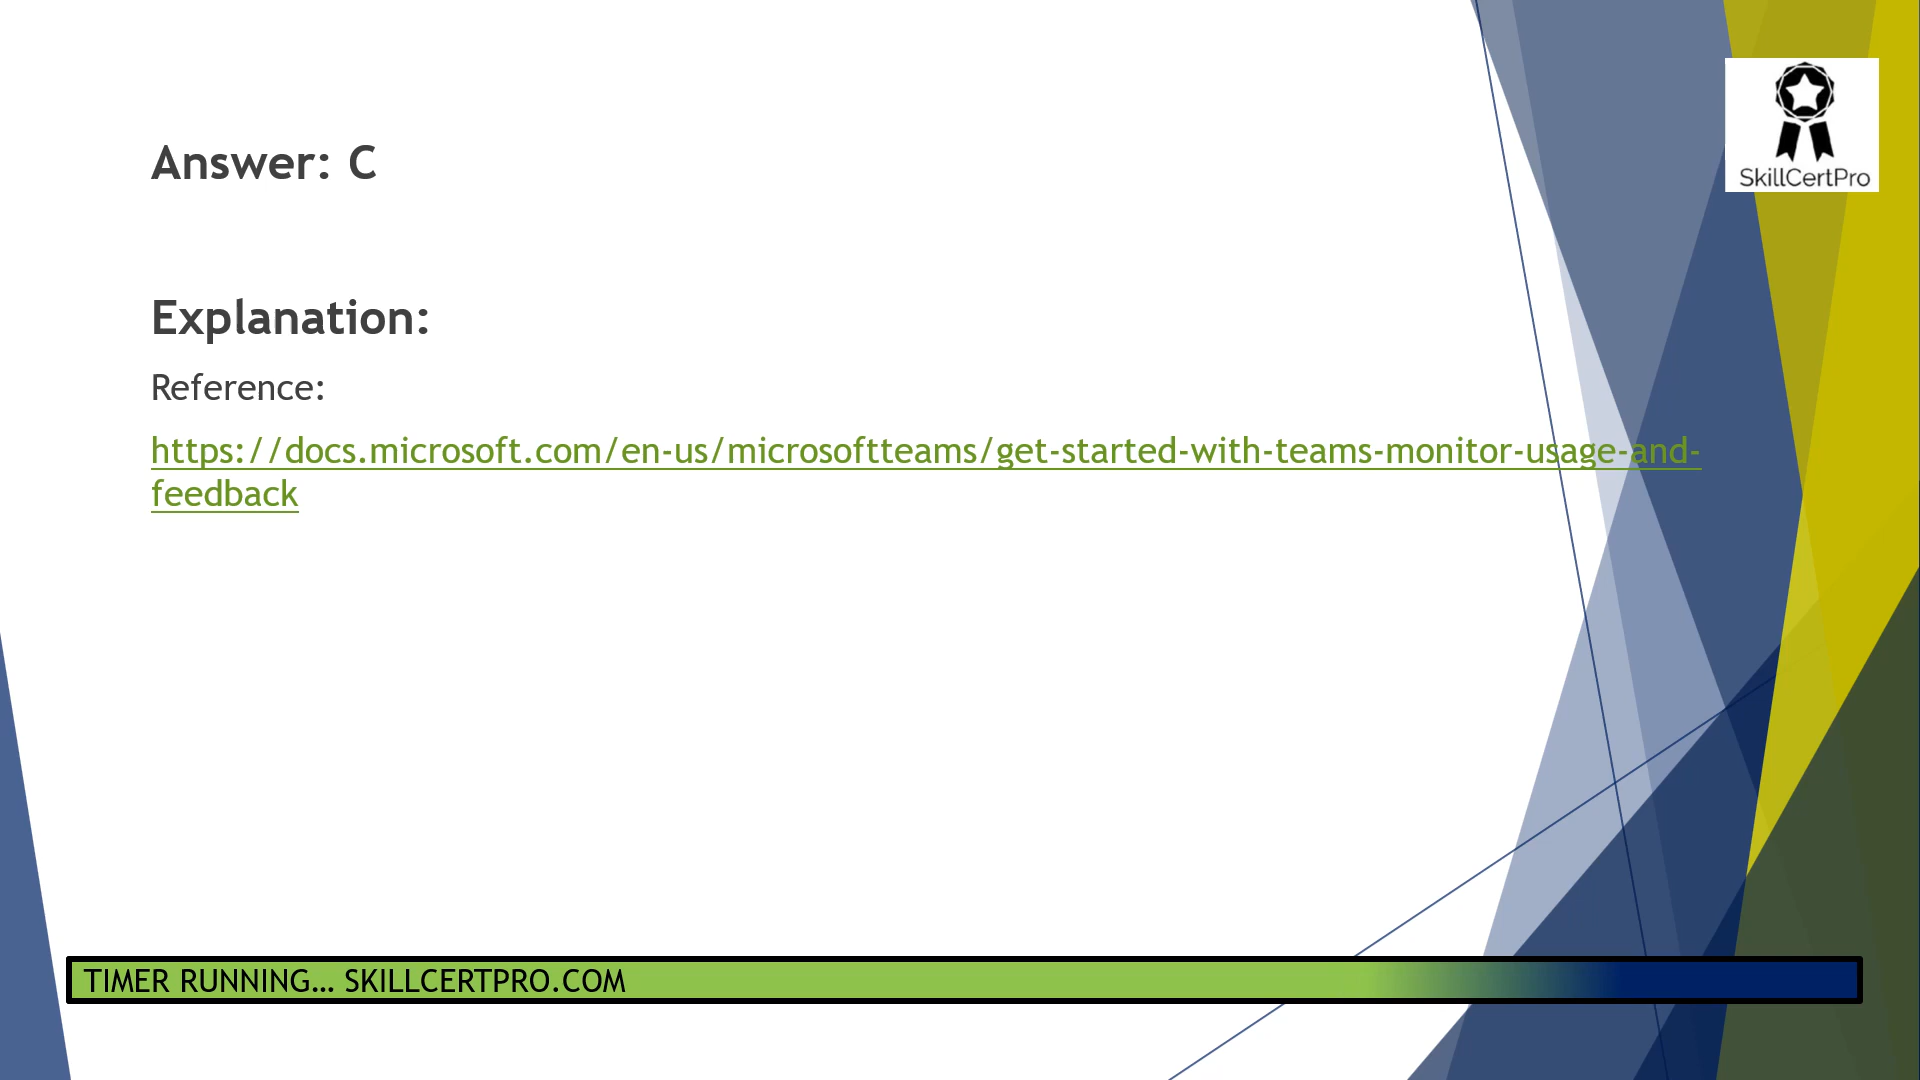 SkillCertPro
Answer: C
Explanation:
Reference:
https://docs.microsoft.com/en-us/microsoftteams/get-started-with-teams-monitor-usage-and-
feedback
TIMER RUNNING... SKILLCERTPRO.COM